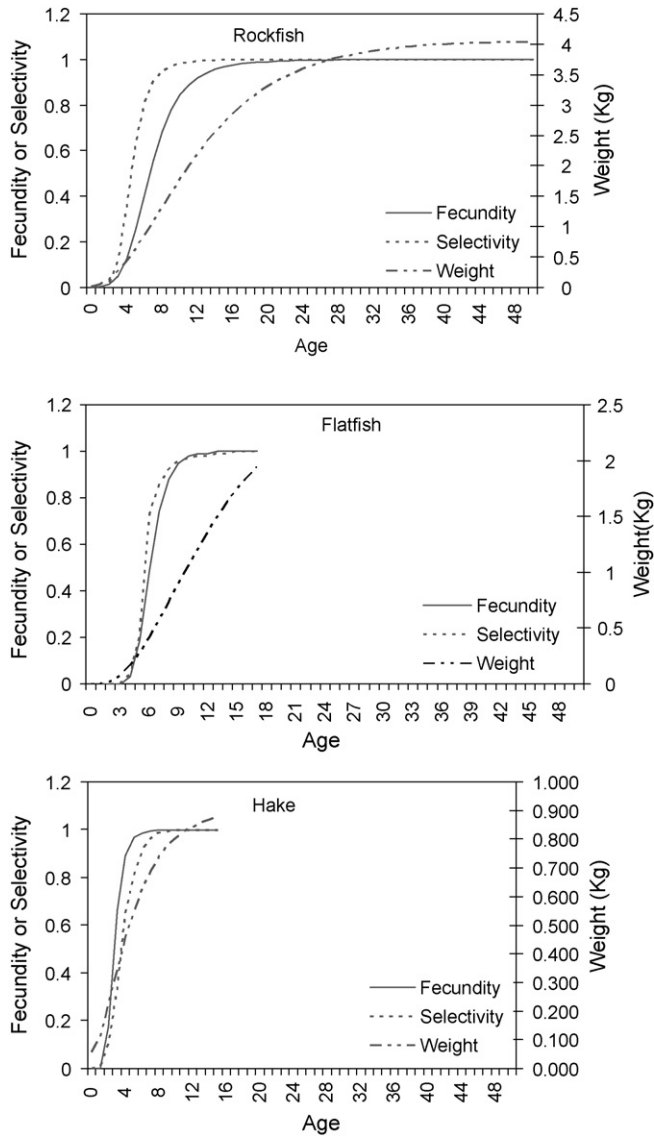 Rockfish
Fecundity or Selectivity
1.2
1
0.8
0.6
0.4
0.2
0
4.5
4
3.5
3
2.5
2
1.5
1
0.5
0
Weight (Kg)
Fecundity
Selectivity
Weight
0 4 8 12 16 20 24 28 32 36 40 44 48
Age
Flatfish
Fecundity or Selectivity
1.2
1
0.8
0.6
0.4
0.2
0
2.5
2
1.5
1
0.5
0
Weight(Kg)
Fecundity
Selectivity
Weight
0 3 6 9 12 15 18 21 24 27 30 33 36 39 42 45 48
Age
Hake
Fecundity or Selectivity
1.2
1
0.8
0.6
0.4
0.2
0
1.000
0.900
0.800
0.700
0.600
0.500
0.400
0.300
0.200
0.100
0.000
Weight (Kg)
Fecundity
Selectivity
Weight
0 4 8 12 16 20 24 28 32 36 40 44 48
Age